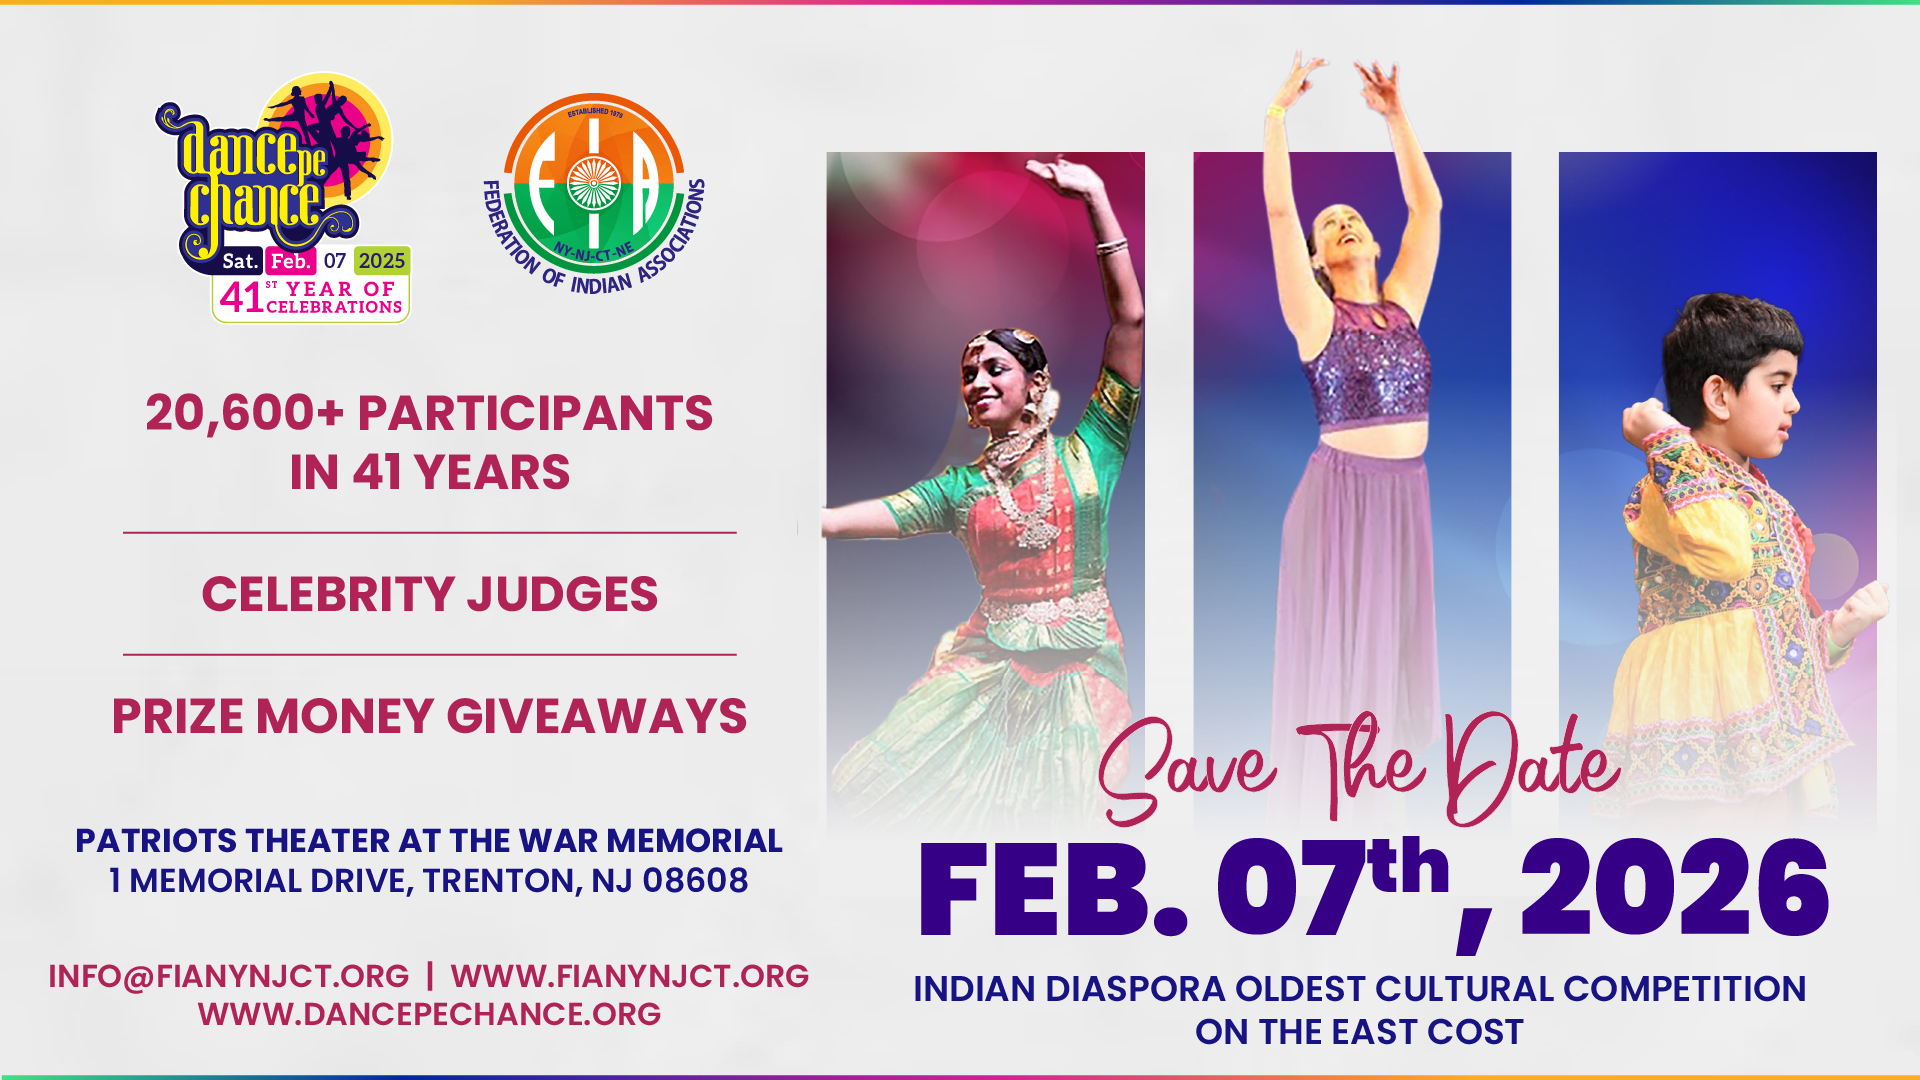 dance pe
chance
Sat. Feb. 07 2025
41ST YEAR OF
CELEBRATIONS
ESTABLISHED 1970
F I A
NY-NJ-CT-NE
FEDERATION OF INDIAN ASSOCIATIONS
20,600+ PARTICIPANTS
IN 41 YEARS
CELEBRITY JUDGES
PRIZE MONEY GIVEAWAYS
PATRIOTS THEATER AT THE WAR MEMORIAL
1 MEMORIAL DRIVE, TRENTON, NJ 08608
INFO@FIANYNJCT.ORG | WWW.FIANYNJCT.ORG
WWW.DANCEPECHANCE.ORG
Save The Date
FEB. 07th, 2026
INDIAN DIASPORA OLDEST CULTURAL COMPETITION
ON THE EAST COST